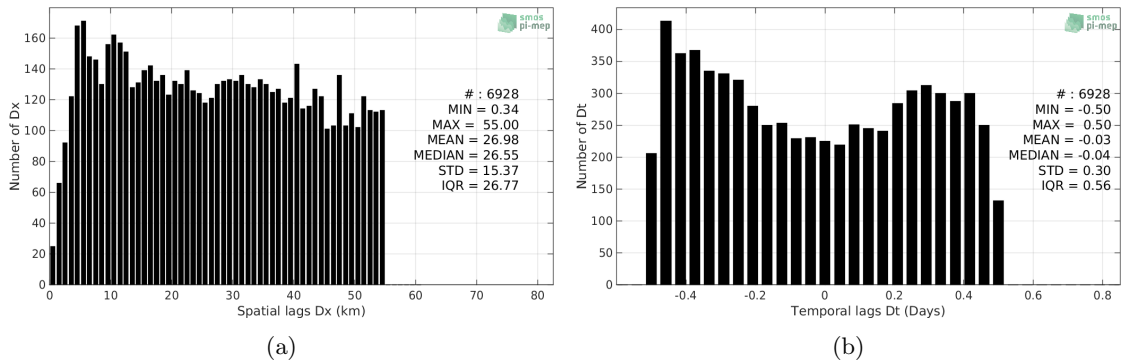 smos
pi-mep
Number of Dx
160
140
120
100
80
60
40
20
0
# : 6928
MIN = 0.34
MAX = 55.00
MEAN = 26.98
MEDIAN = 26.55
STD = 15.37
IQR = 26.77
0 10 20 30 40 50 60 70 80
Spatial lags Dx (km)
(a)
smos
pi-mep
Number of Dt
400
350
300
250
200
150
100
50
0
# : 6928
MIN = -0.50
MAX = 0.50
MEAN = -0.03
MEDIAN = -0.04
STD = 0.30
IQR = 0.56
-0.4 -0.2 0 0.2 0.4 0.6 0.8
Temporal lags Dt (Days)
(b)